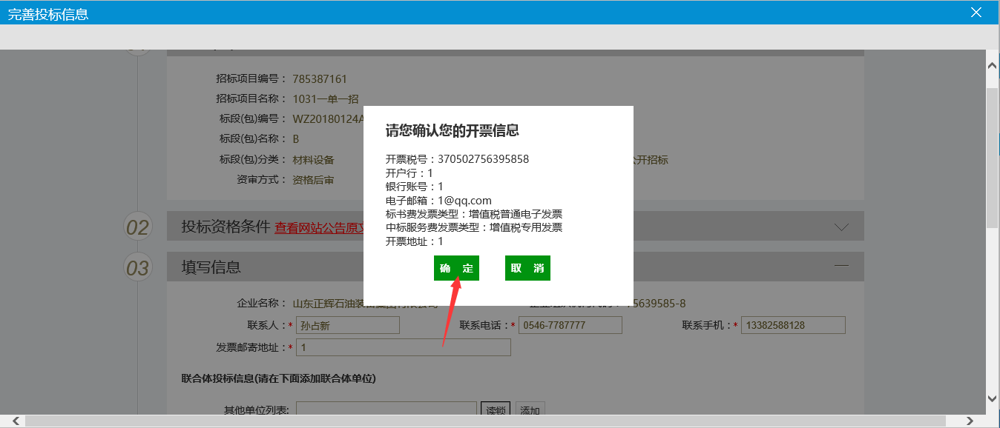 完善投标信息
招标项目编号： 785387161
招标项目名称： 1031一单一招
标段(包)编号： WZ20180124A
标段(包)名称： B
标段(包)分类： 材料设备 公开招标
资审方式： 资格后审
请您确认您的开票信息
开票税号：370502756395858
开户行：1
银行账号：1
电子邮箱：1@qq.com
标书费发票类型：增值税普通电子发票
中标服务费发票类型：增值税专用发票
开票地址：1
确 定 取 消
02 投标资格条件 查看网站公告原文
03 填写信息
企业名称： 山东正辉石油装备集团有限公司 75639585-8
联系人：* 孙占新 联系电话：* 0546-7787777 联系手机：* 13382588128
发票邮寄地址：* 1
联合体投标信息(请在下面添加联合体单位)
其他单位列表: 读锁 添加